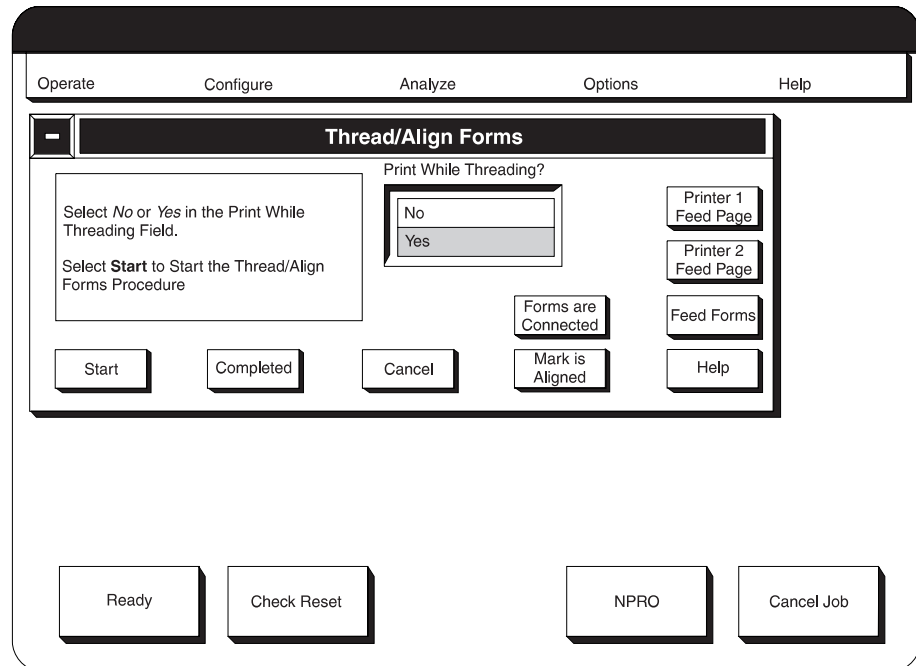 Operate Configure Analyze Options Help
Thread/Align Forms
Print While Threading?
Select No or Yes in the Print While
Threading Field.
Select Start to Start the Thread/Align
Forms Procedure
No
Yes
Printer 1
Feed Page
Printer 2
Feed Page
Forms are
Connected
Feed Forms
Start
Completed
Cancel
Mark is
Aligned
Help
Ready
Check Reset
NPRO
Cancel Job